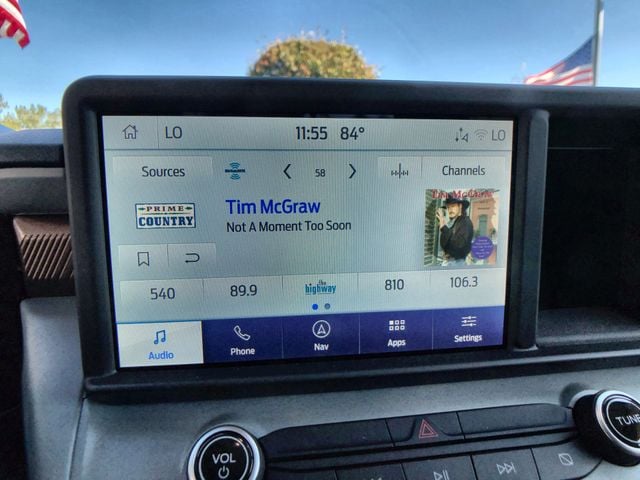 LO 11:55 84° LO
Sources 58 Channels
PRIME COUNTRY
Tim McGraw
Not A Moment Too Soon
TIM McGRAW
540 89.9 the highway 810 106.3
Audio Phone Nav Apps Settings
VOL
TUNE